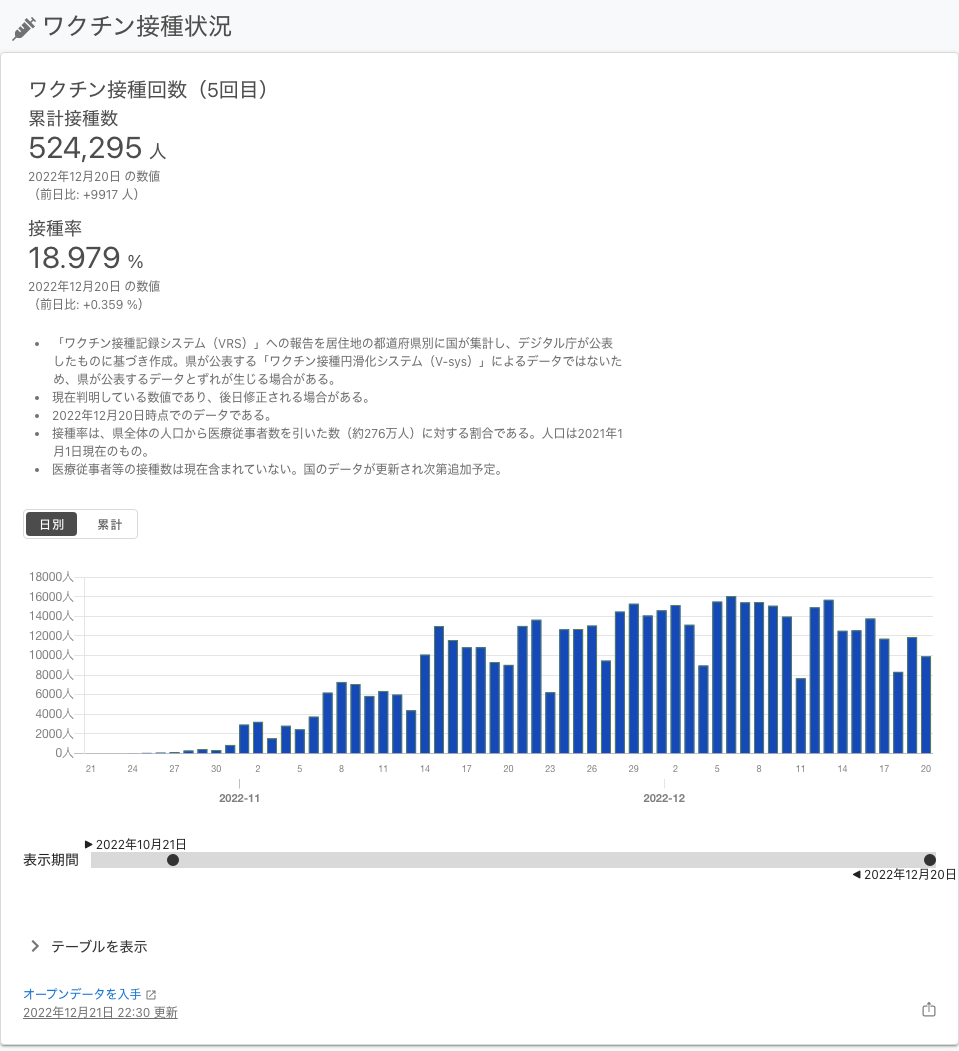 ワクチン接種状況
ワクチン接種回数（5回目）
累計接種数
524,295 人
2022年12月20日 の数値
（前日比: +9917 人）
接種率
18.979 %
2022年12月20日 の数値
（前日比: +0.359 %）
• 「ワクチン接種記録システム（VRS）」への報告を居住地の都道府県別に国が集計し、デジタル庁が公表
したものに基づき作成。県が公表する「ワクチン接種円滑化システム（V-sys）」によるデータではないた
め、県が公表するデータとずれが生じる場合がある。
• 現在判明している数値であり、後日修正される場合がある。
• 2022年12月20日時点でのデータである。
• 接種率は、県全体の人口から医療従事者数を引いた数（約276万人）に対する割合である。人口は2021年1
月1日現在のもの。
• 医療従事者等の接種数は現在含まれていない。国のデータが更新され次第追加予定。
日別 累計
18000人
16000人
14000人
12000人
10000人
8000人
6000人
4000人
2000人
0人
21 24 27 30 2 5 8 11 14 17 20 23 26 29 2 5 8 11 14 17 20
2022-11 2022-12
▶ 2022年10月21日
表示期間
◀ 2022年12月20日
テーブルを表示
オープンデータを入手
2022年12月21日 22:30 更新